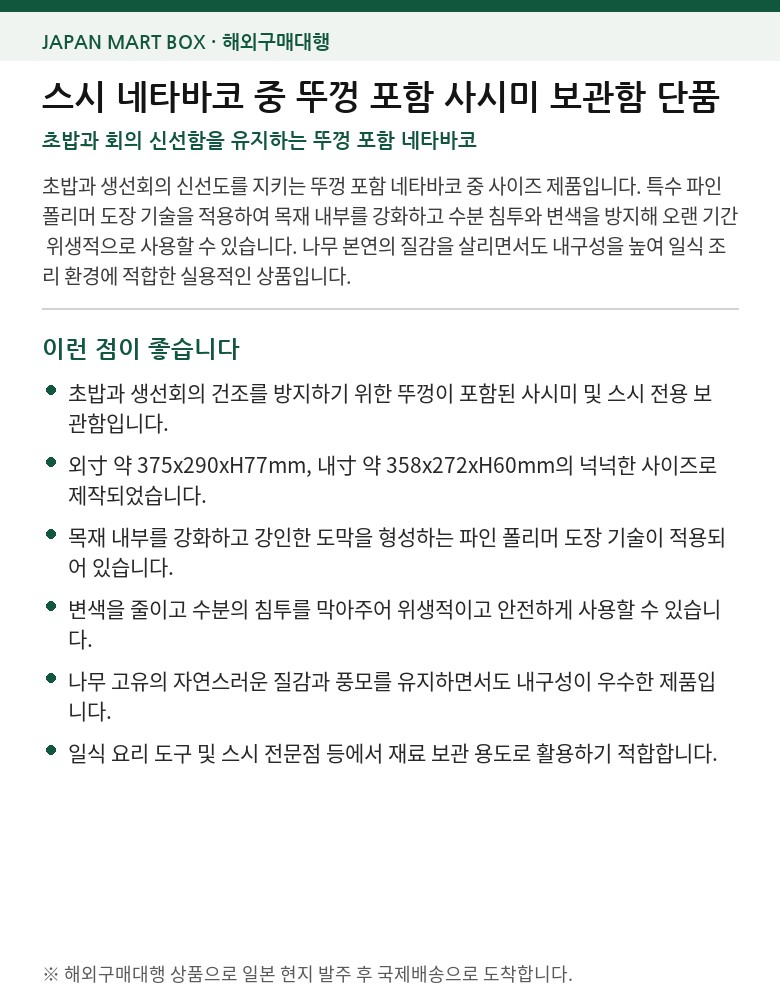 JAPAN MART BOX · 해외구매대행
스시 네타바코 중 뚜껑 포함 사시미 보관함 단품
초밥과 회의 신선함을 유지하는 뚜껑 포함 네타바코
초밥과 생선회의 신선도를 지키는 뚜껑 포함 네타바코 중 사이즈 제품입니다. 특수 파인
폴리머 도장 기술을 적용하여 목재 내부를 강화하고 수분 침투와 변색을 방지해 오랜 기간
위생적으로 사용할 수 있습니다. 나무 본연의 질감을 살리면서도 내구성을 높여 일식 조
리 환경에 적합한 실용적인 상품입니다.
이런 점이 좋습니다
• 초밥과 생선회의 건조를 방지하기 위한 뚜껑이 포함된 사시미 및 스시 전용 보
관함입니다.
• 외寸 약 375x290xH77mm, 내寸 약 358x272xH60mm의 넉넉한 사이즈로
제작되었습니다.
• 목재 내부를 강화하고 강인한 도막을 형성하는 파인 폴리머 도장 기술이 적용되
어 있습니다.
• 변색을 줄이고 수분의 침투를 막아주어 위생적이고 안전하게 사용할 수 있습니
다.
• 나무 고유의 자연스러운 질감과 풍모를 유지하면서도 내구성이 우수한 제품입
니다.
• 일식 요리 도구 및 스시 전문점 등에서 재료 보관 용도로 활용하기 적합합니다.
※ 해외구매대행 상품으로 일본 현지 발주 후 국제배송으로 도착합니다.